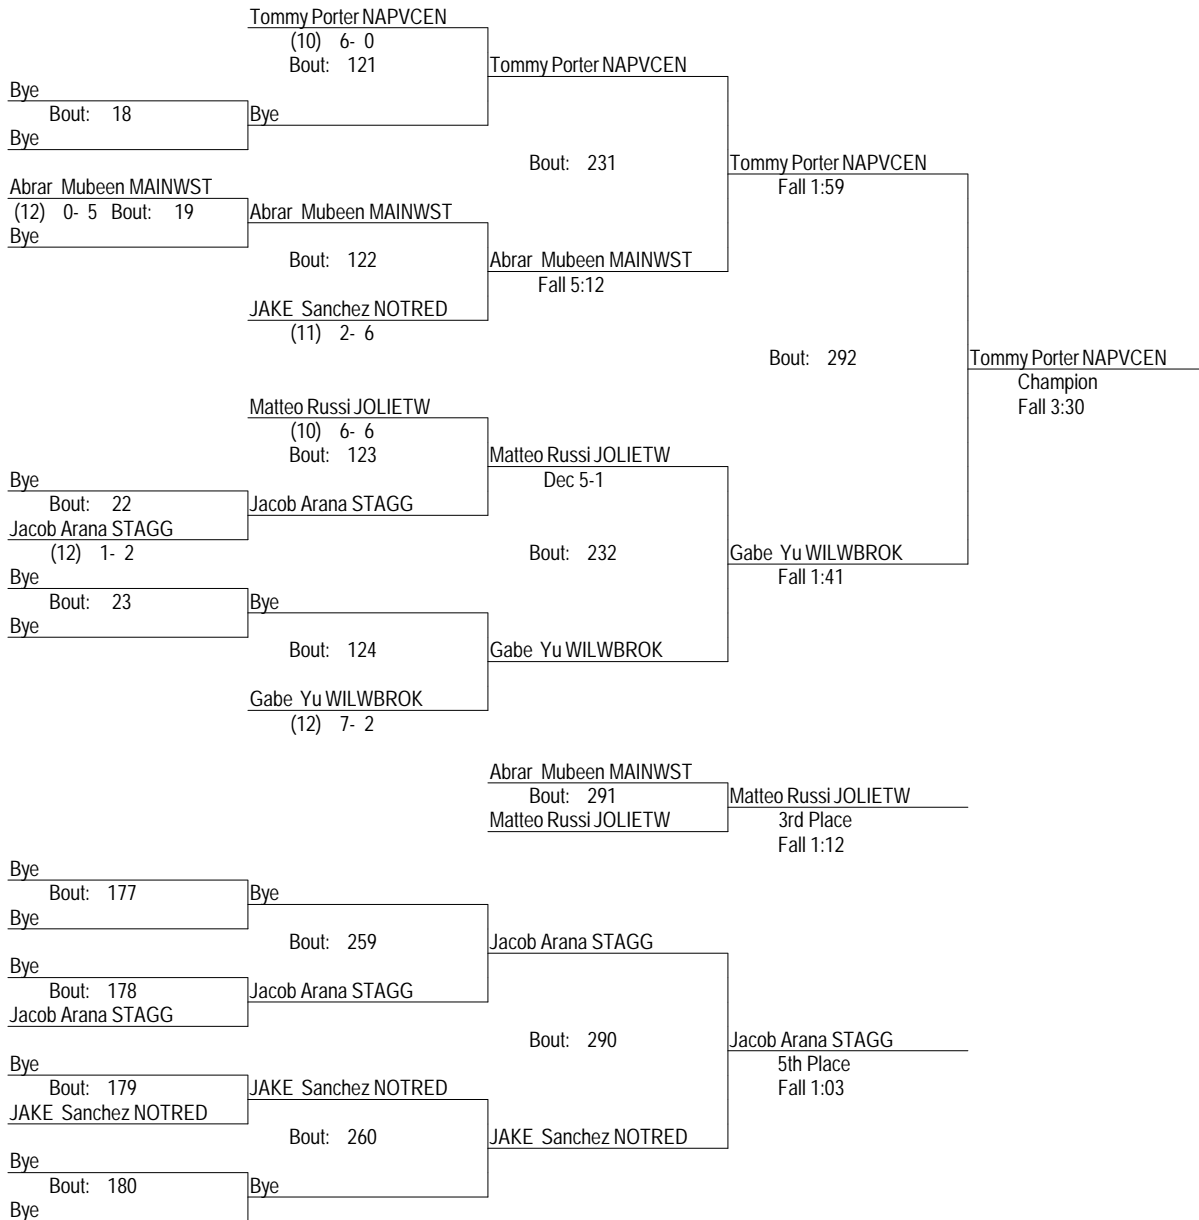 Tommy Porter NAPVCEN
(10) 6- 0
Bout: 121
Tommy Porter NAPVCEN
Bye
Bout: 18
Bye
Bye
Bout: 231
Tommy Porter NAPVCEN
Fall 1:59
Abrar Mubeen MAINWST
(12) 0- 5 Bout: 19
Abrar Mubeen MAINWST
Bye
Bout: 122
Abrar Mubeen MAINWST
Fall 5:12
JAKE Sanchez NOTRED
(11) 2- 6
Bout: 292
Tommy Porter NAPVCEN
Champion
Fall 3:30
Matteo Russi JOLIETW
(10) 6- 6
Bout: 123
Matteo Russi JOLIETW
Dec 5-1
Bye
Bout: 22
Jacob Arana STAGG
Jacob Arana STAGG
(12) 1- 2
Bout: 232
Gabe Yu WILWBROK
Fall 1:41
Bye
Bout: 23
Bye
Bye
Bout: 124
Gabe Yu WILWBROK
Gabe Yu WILWBROK
(12) 7- 2
Abrar Mubeen MAINWST
Bout: 291
Matteo Russi JOLIETW
Matteo Russi JOLIETW
3rd Place
Fall 1:12
Bye
Bout: 177
Bye
Bye
Bout: 259
Jacob Arana STAGG
Bye
Bout: 178
Jacob Arana STAGG
Jacob Arana STAGG
Bout: 290
Jacob Arana STAGG
5th Place
Fall 1:03
Bye
Bout: 179
JAKE Sanchez NOTRED
JAKE Sanchez NOTRED
Bout: 260
JAKE Sanchez NOTRED
Bye
Bout: 180
Bye
Bye